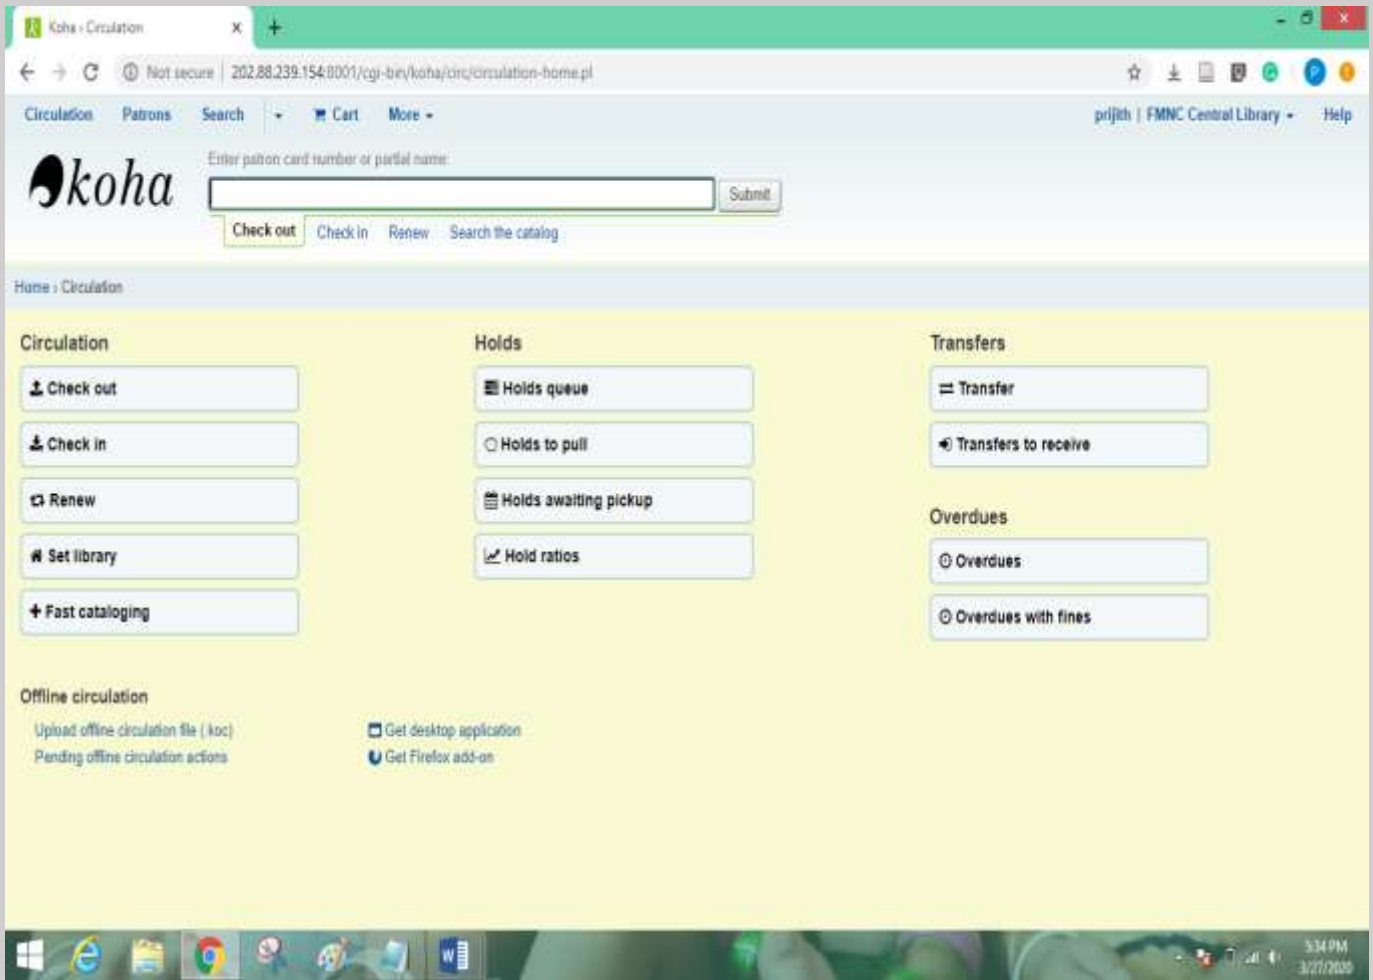 Koha › Circulation
Not secure | 202.88.239.154:8001/cgi-bin/koha/circ/circulation-home.pl
Circulation Patrons Search Cart More prijith | FMNC Central Library Help
koha
Enter patron card number or partial name:
Submit
Check out Check in Renew Search the catalog
Home › Circulation
Circulation
Check out
Check in
Renew
Set library
Fast cataloging
Holds
Holds queue
Holds to pull
Holds awaiting pickup
Hold ratios
Transfers
Transfer
Transfers to receive
Overdues
Overdues
Overdues with fines
Offline circulation
Upload offline circulation file (.koc)
Pending offline circulation actions
Get desktop application
Get Firefox add-on
5:34 PM
3/27/2020